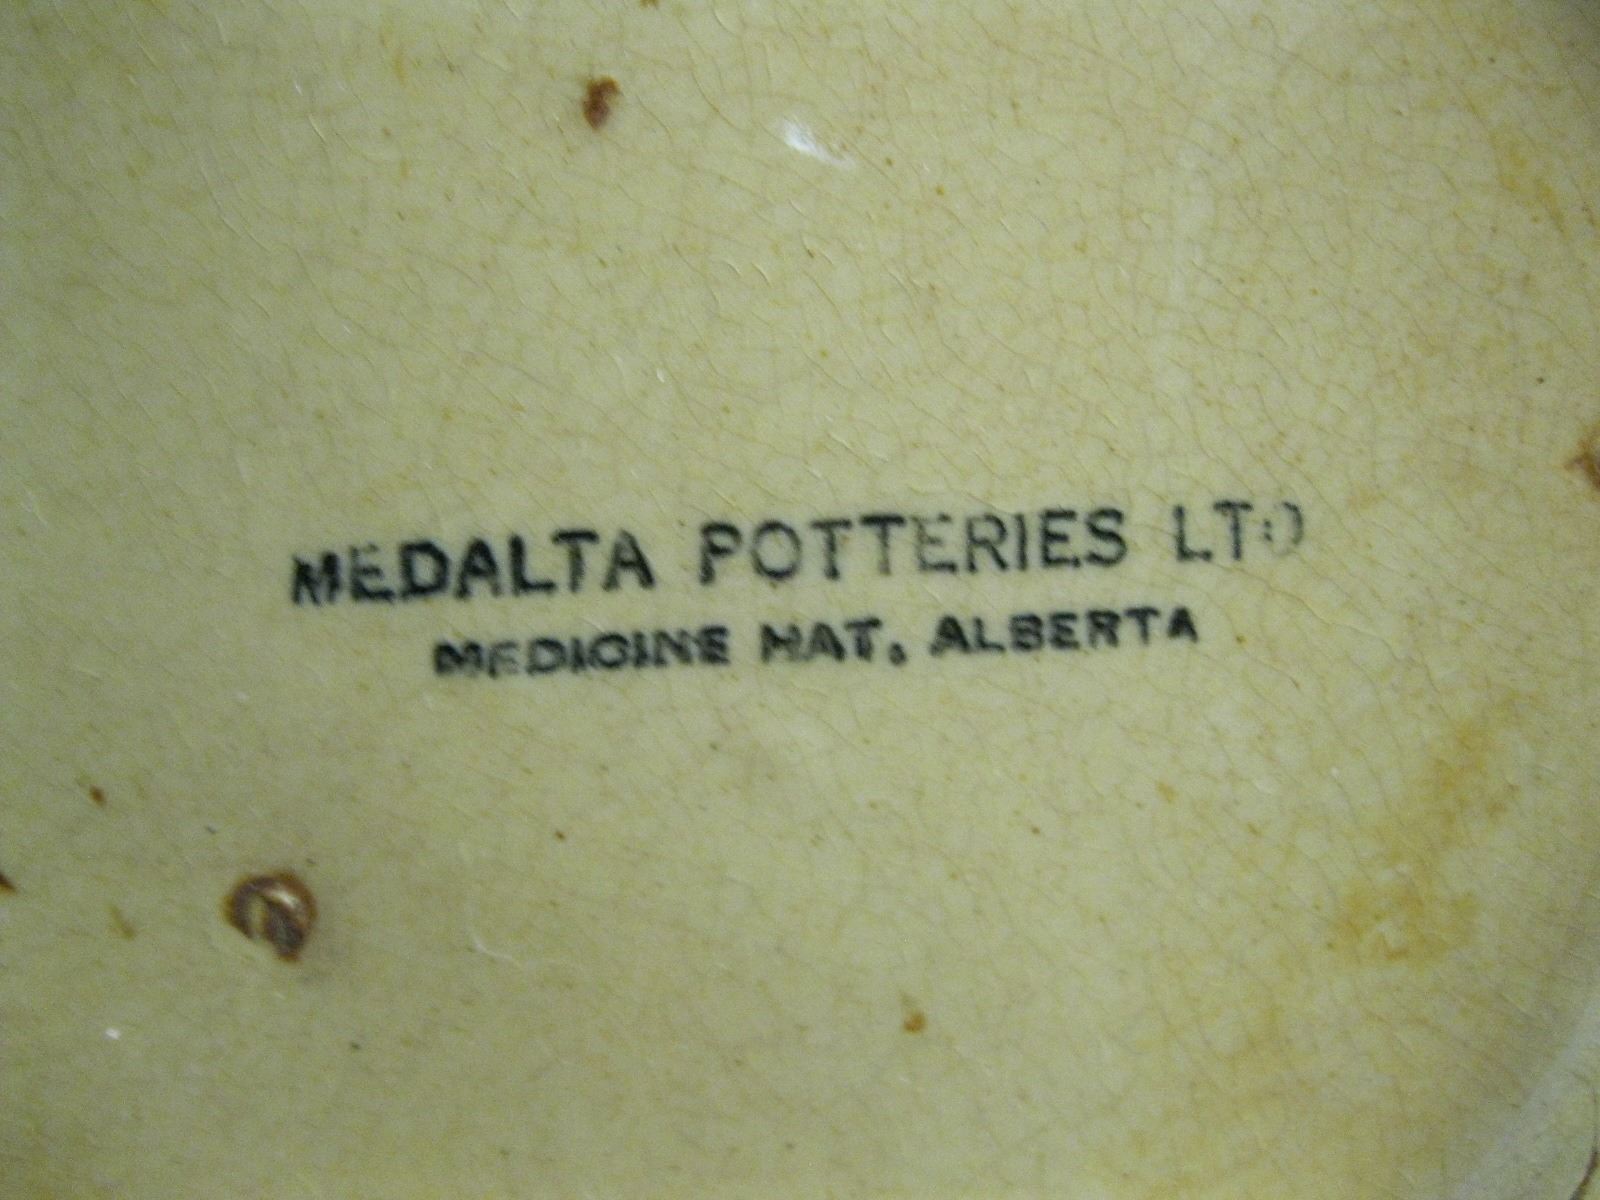 MEDALTA POTTERIES LTD
MEDICINE HAT, ALBERTA